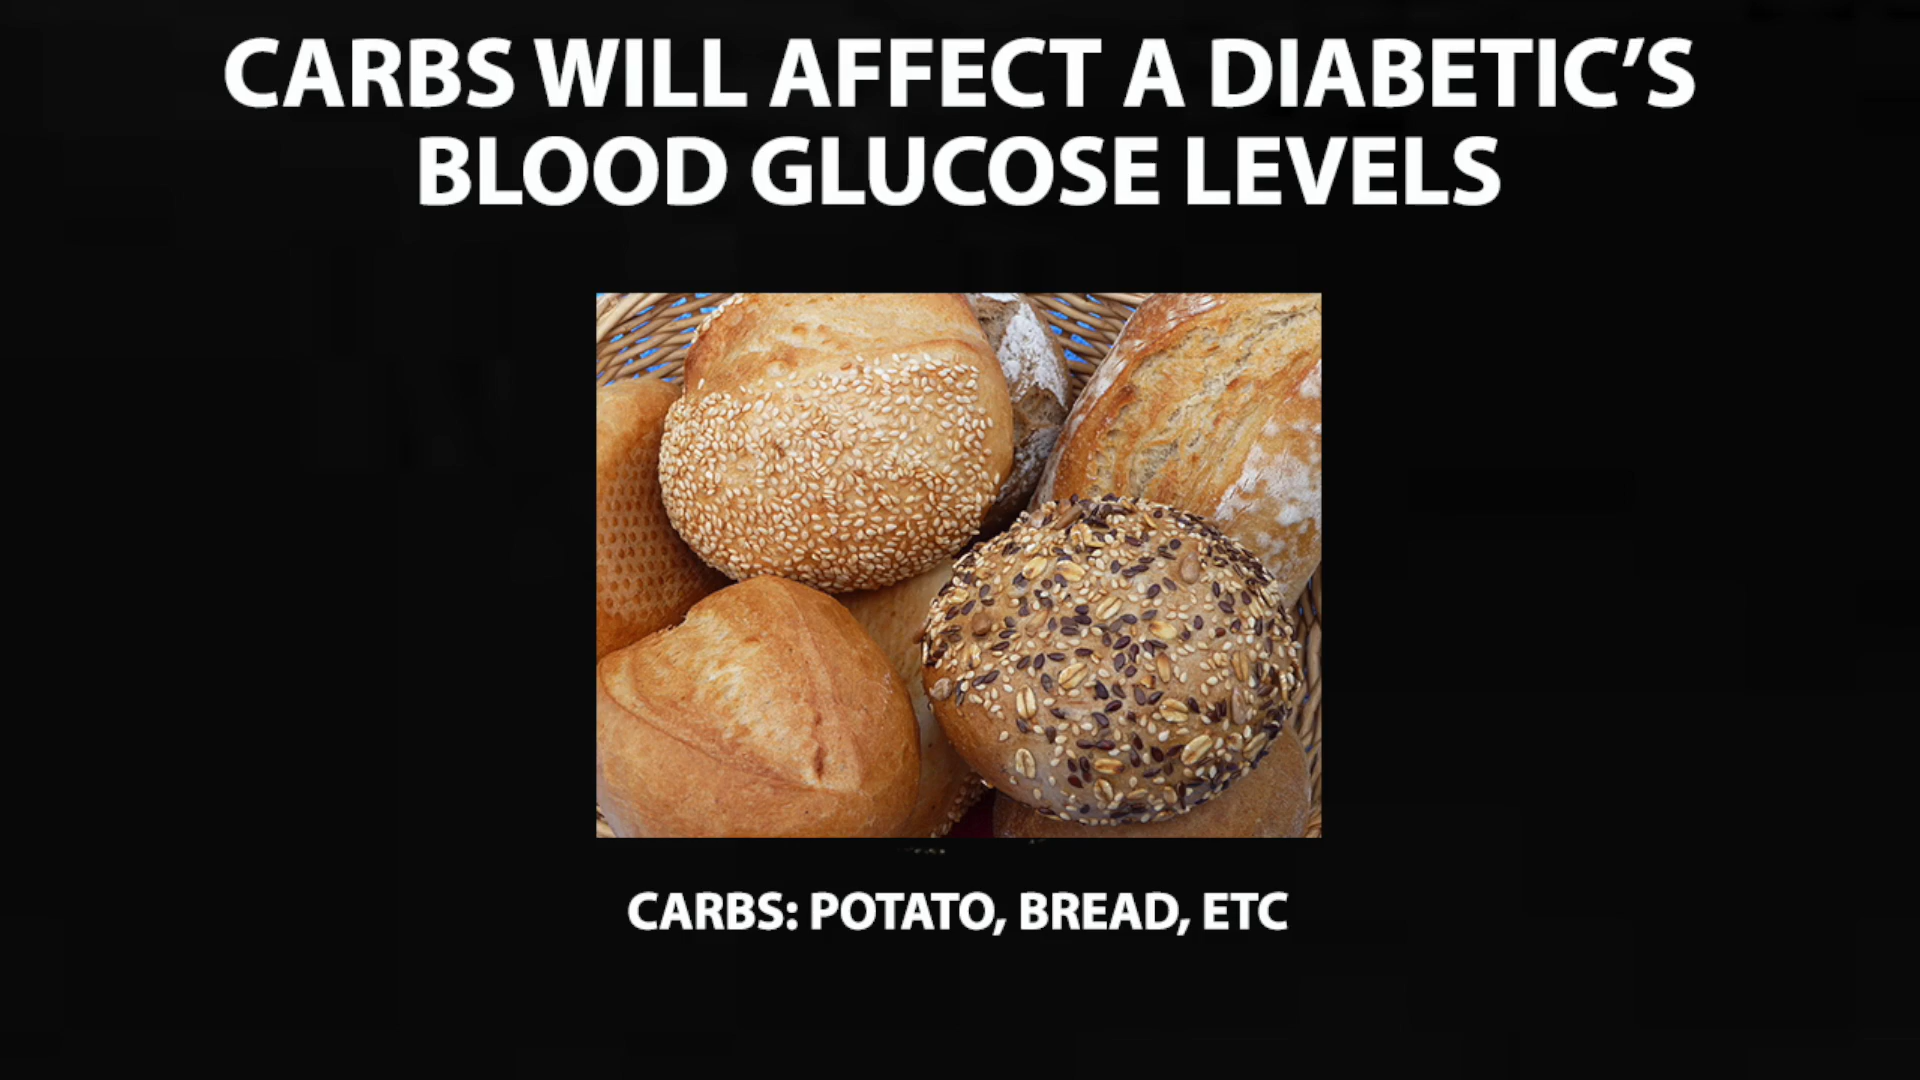 CARBS WILL AFFECT A DIABETIC’S
BLOOD GLUCOSE LEVELS
CARBS: POTATO, BREAD, ETC